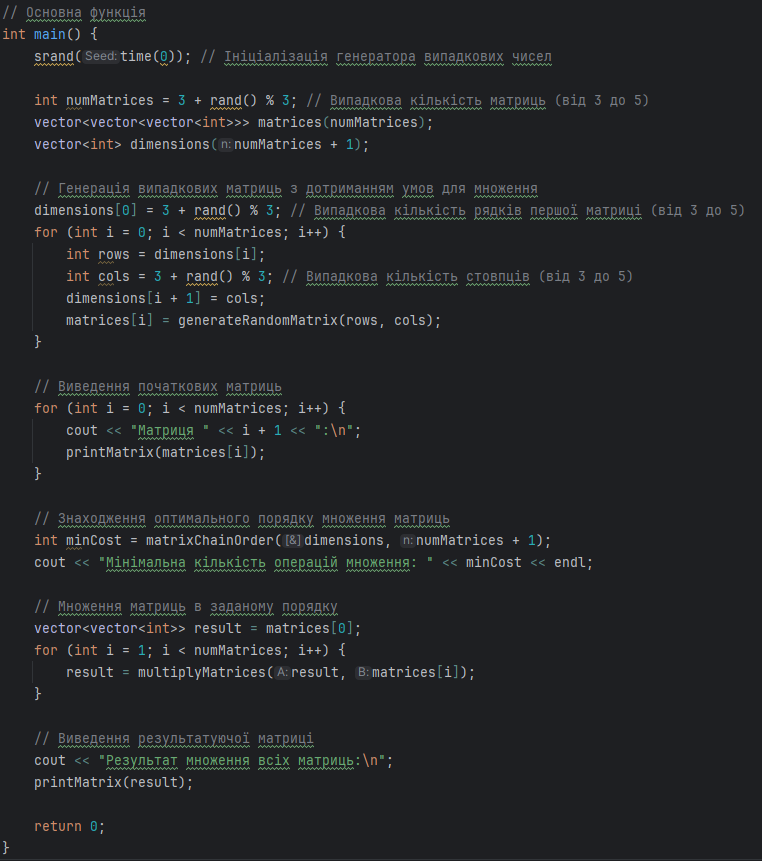 // Основна функція
int main() {
    srand( Seed: time(0)); // Ініціалізація генератора випадкових чисел
    int numMatrices = 3 + rand() % 3; // Випадкова кількість матриць (від 3 до 5)
    vector<vector<vector<int>>> matrices(numMatrices);
    vector<int> dimensions( n: numMatrices + 1);
    // Генерація випадкових матриць з дотриманням умов для множення
    dimensions[0] = 3 + rand() % 3; // Випадкова кількість рядків першої матриці (від 3 до 5)
    for (int i = 0; i < numMatrices; i++) {
        int rows = dimensions[i];
        int cols = 3 + rand() % 3; // Випадкова кількість стовпців (від 3 до 5)
        dimensions[i + 1] = cols;
        matrices[i] = generateRandomMatrix(rows, cols);
    }
    // Виведення початкових матриць
    for (int i = 0; i < numMatrices; i++) {
        cout << "Матриця " << i + 1 << ":\n";
        printMatrix(matrices[i]);
    }
    // Знаходження оптимального порядку множення матриць
    int minCost = matrixChainOrder( [&] dimensions, n: numMatrices + 1);
    cout << "Мінімальна кількість операцій множення: " << minCost << endl;
    // Множення матриць в заданому порядку
    vector<vector<int>> result = matrices[0];
    for (int i = 1; i < numMatrices; i++) {
        result = multiplyMatrices( A: result, B: matrices[i]);
    }
    // Виведення результатуючої матриці
    cout << "Результат множення всіх матриць:\n";
    printMatrix(result);
    return 0;
}